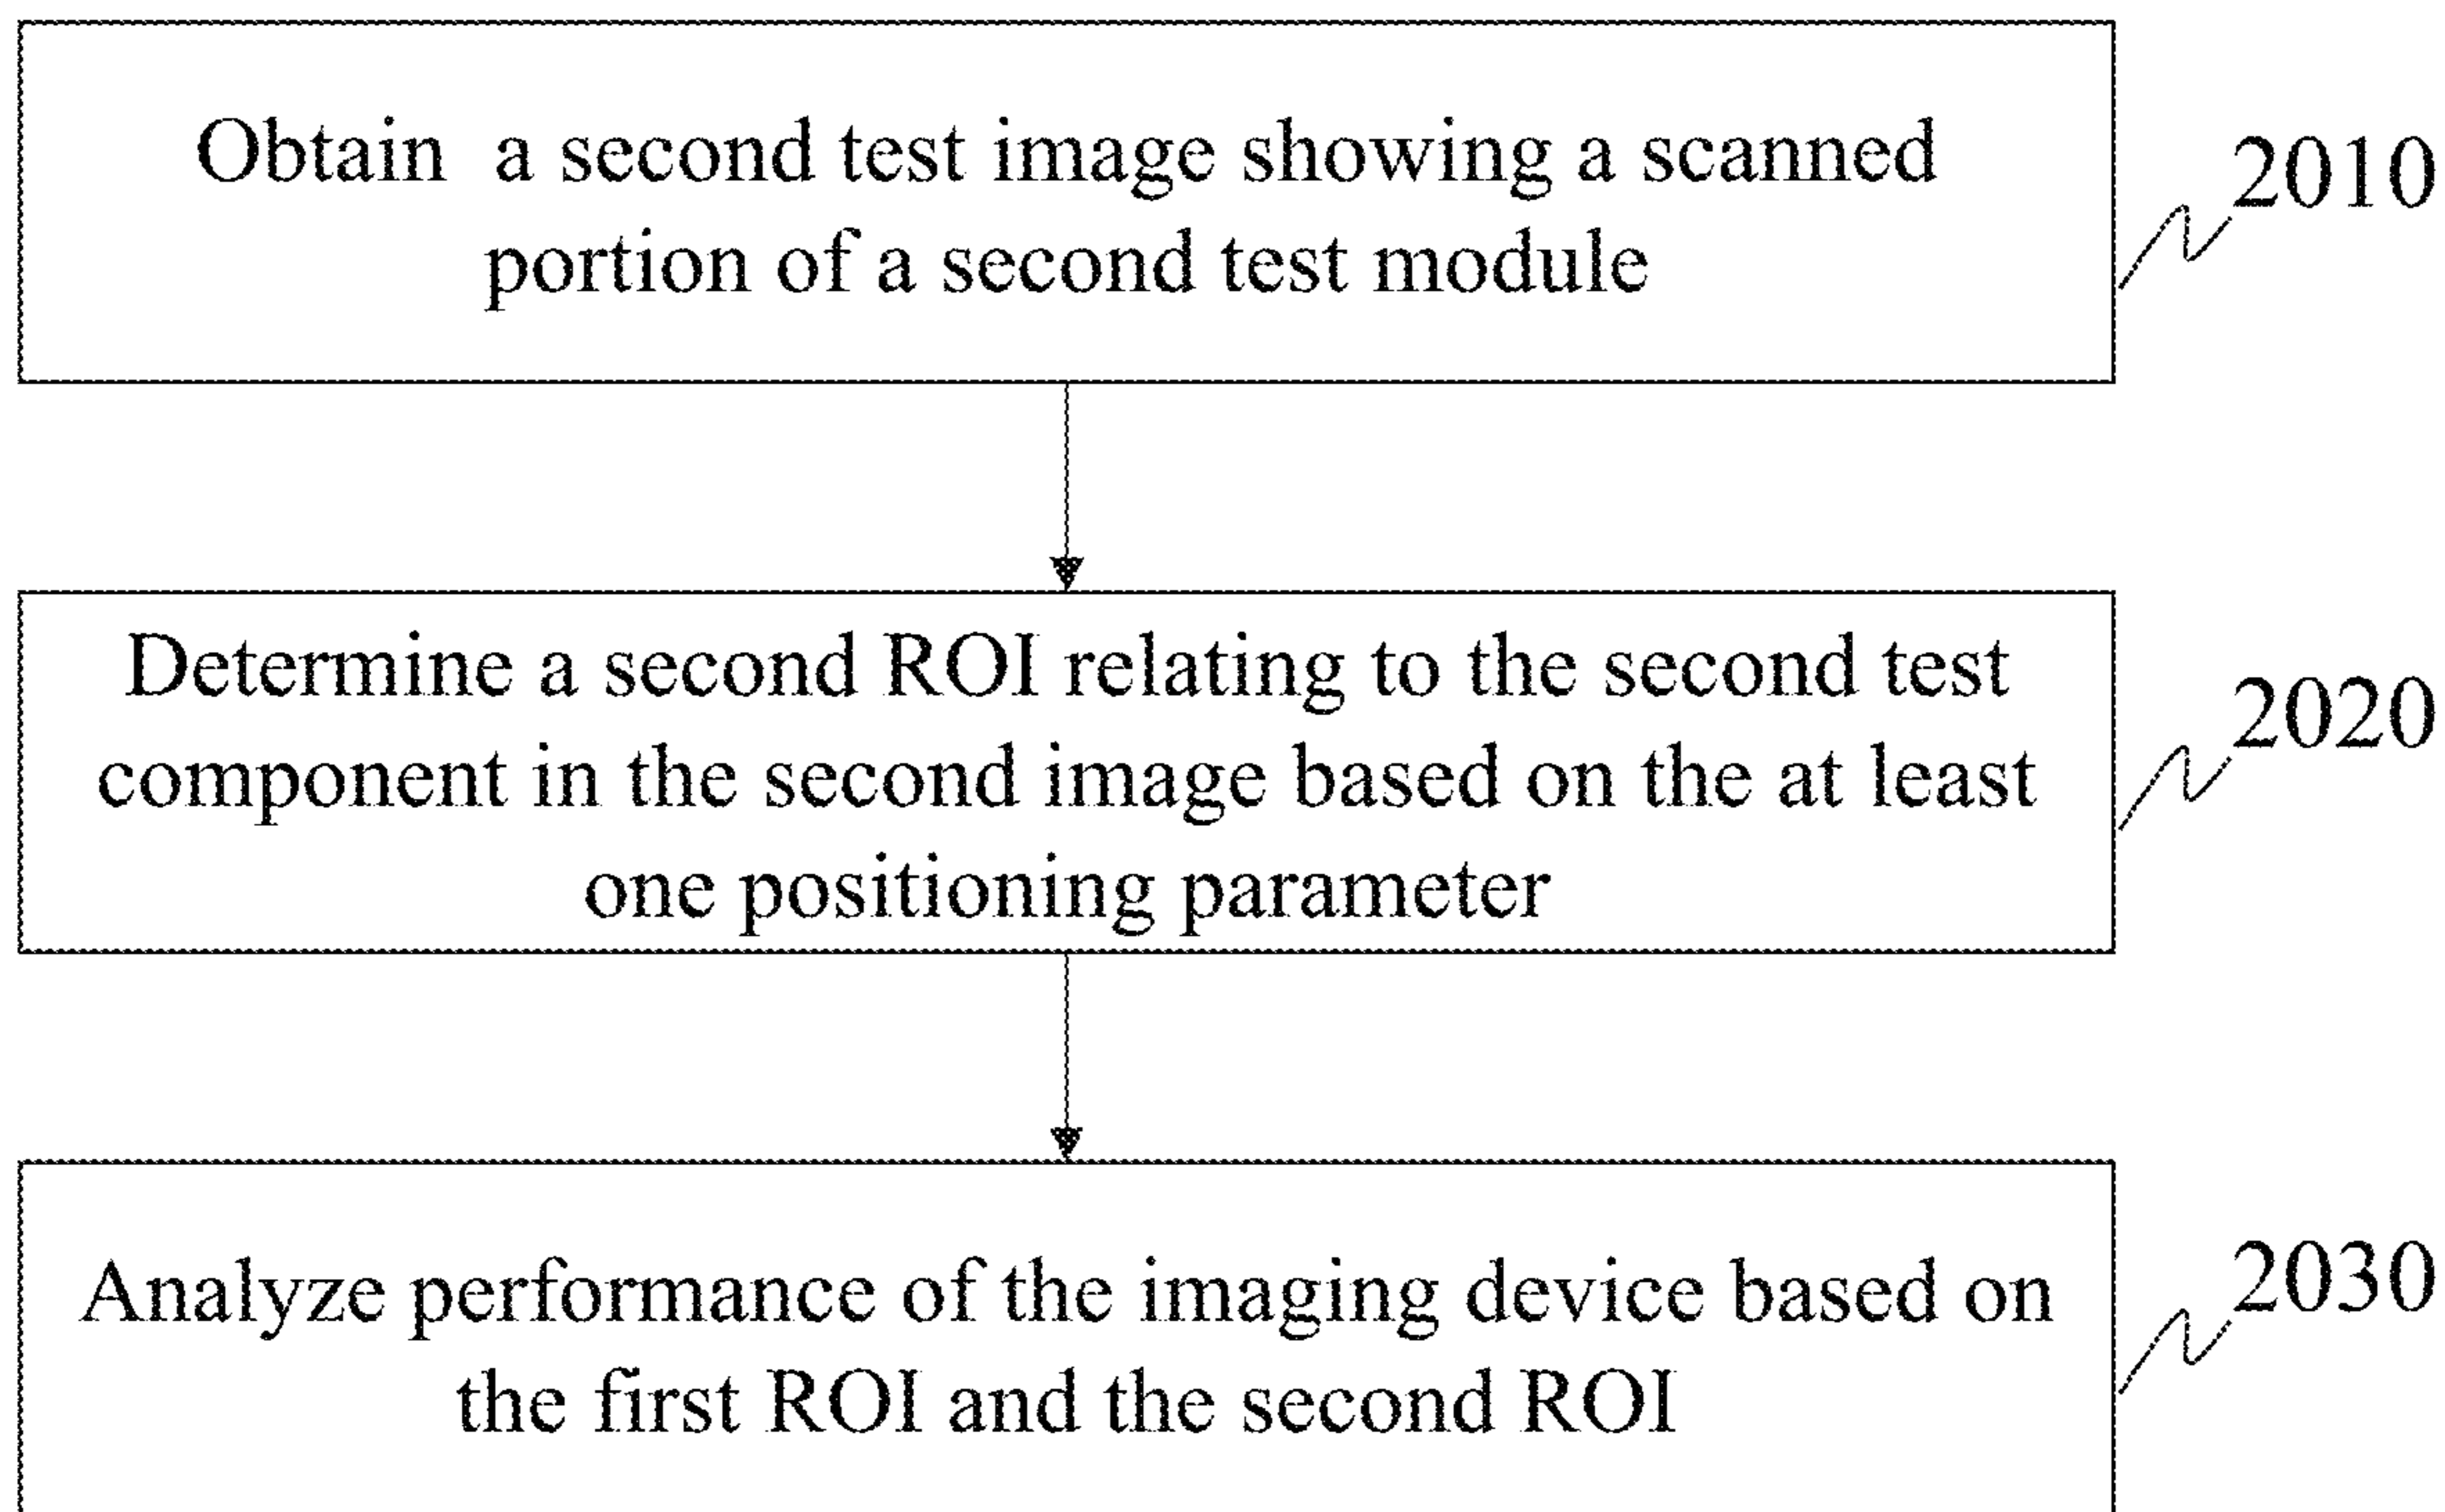 Obtain a second test image showing a scanned
portion of a second test module
2010
Determine a second ROI relating to the second test
component in the second image based on the at least
one positioning parameter
2020
Analyze performance of the imaging device based on
the first ROI and the second ROI
2030